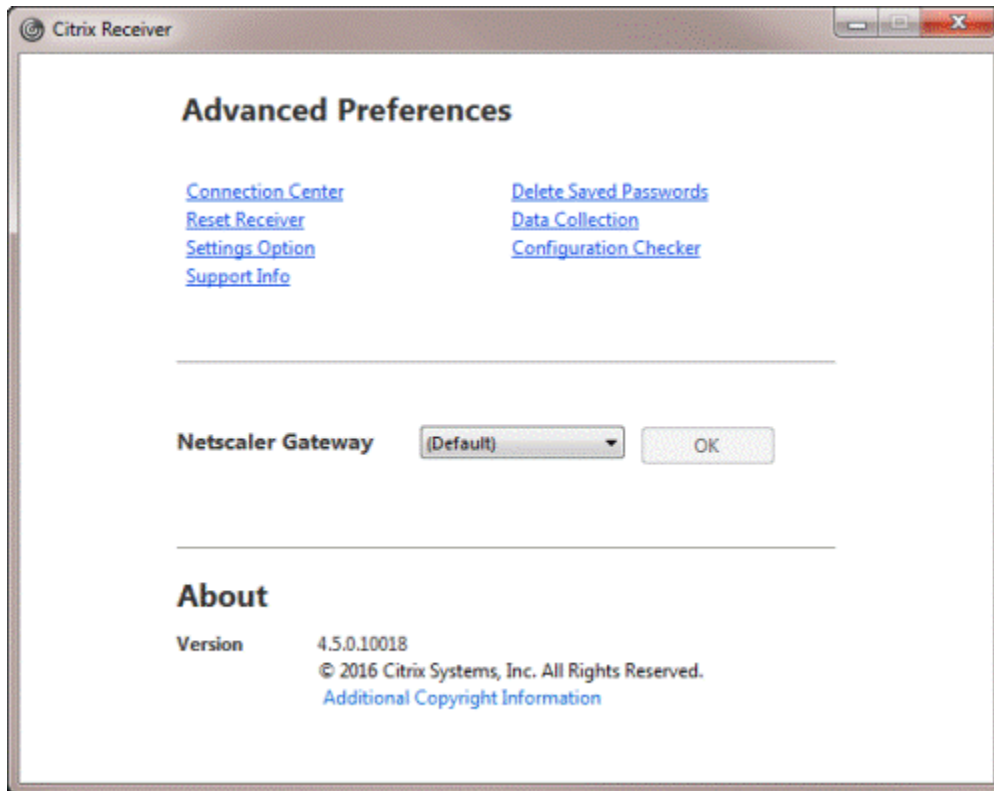 Citrix Receiver
Advanced Preferences
Connection Center
Delete Saved Passwords
Reset Receiver
Data Collection
Settings Option
Configuration Checker
Support Info
Netscaler Gateway
(Default)
OK
About
Version 4.5.0.10018
© 2016 Citrix Systems, Inc. All Rights Reserved.
Additional Copyright Information